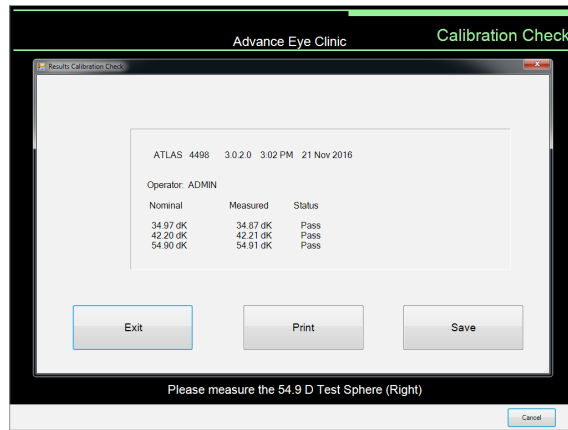 Advance Eye Clinic
Calibration Check
Results Calibration Check
ATLAS 4498 3.0.2.0 3:02 PM 21 Nov 2016
Operator: ADMIN
Nominal Measured Status
34.97 dK 34.87 dK Pass
42.20 dK 42.21 dK Pass
54.90 dK 54.91 dK Pass
Exit Print Save
Please measure the 54.9 D Test Sphere (Right)
Cancel